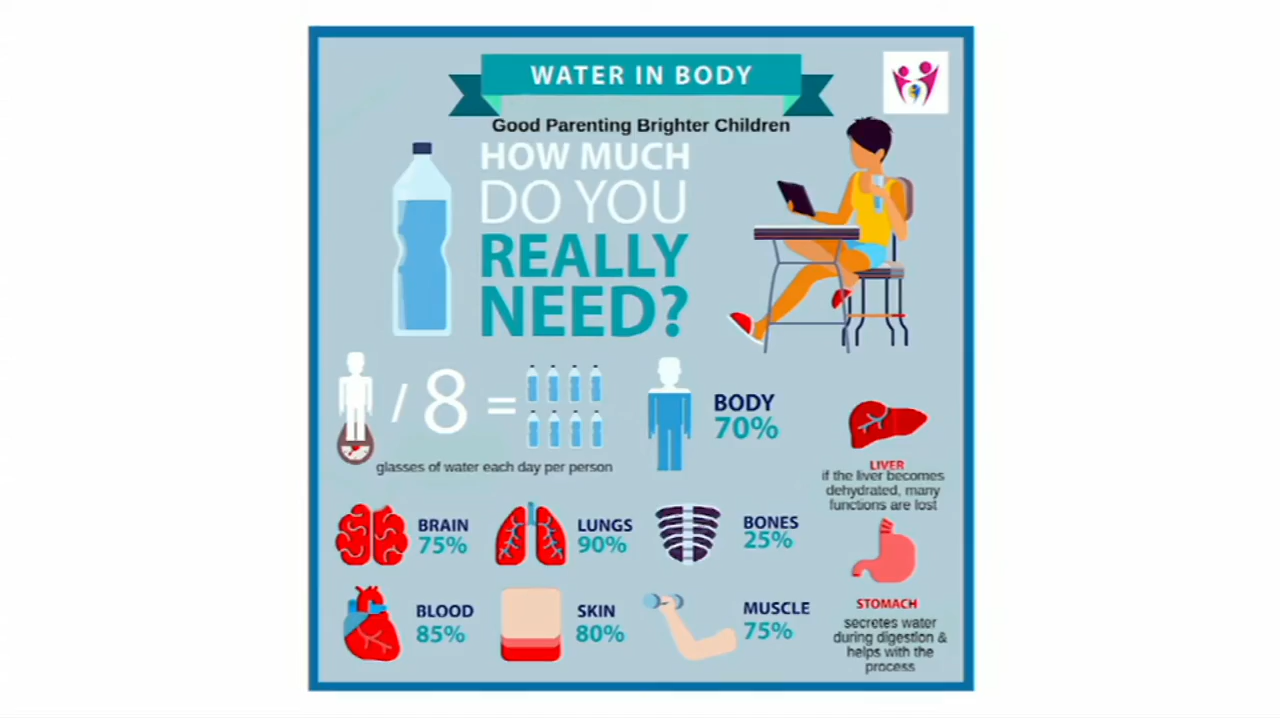 WATER IN BODY
Good Parenting Brighter Children
HOW MUCH
DO YOU
REALLY
NEED?
/ 8 =
glasses of water each day per person
BODY
70%
LIVER
if the liver becomes
dehydrated, many
functions are lost
BRAIN
75%
LUNGS
90%
BONES
25%
STOMACH
secretes water
during digestion &
helps with the
process
BLOOD
85%
SKIN
80%
MUSCLE
75%